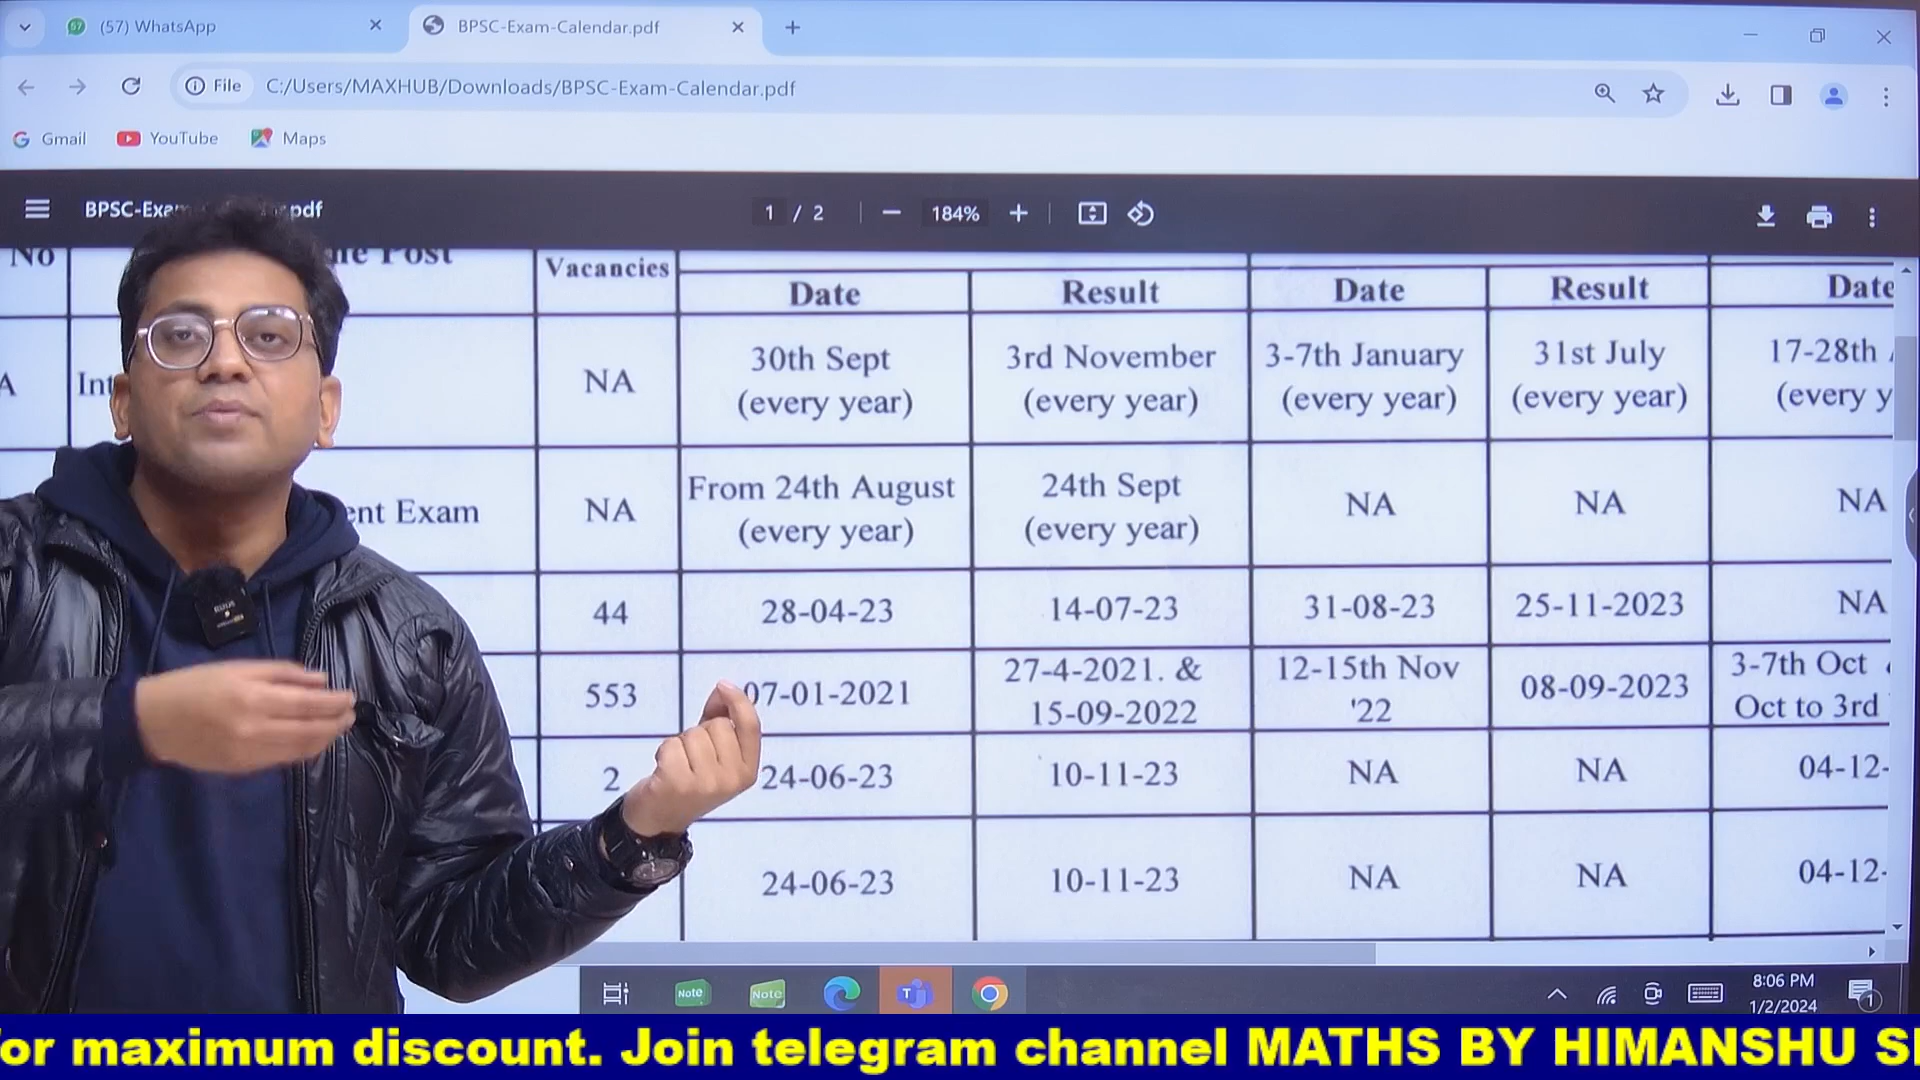 (57) WhatsApp
BPSC-Exam-Calendar.pdf
File C:/Users/MAXHUB/Downloads/BPSC-Exam-Calendar.pdf
Gmail YouTube Maps
BPSC-Exa pdf 1 / 2 184%
No Post Vacancies
Date Result Date Result Date
Int NA 30th Sept (every year) 3rd November (every year) 3-7th January (every year) 31st July (every year) 17-28th (every y
ent Exam NA From 24th August (every year) 24th Sept (every year) NA NA NA
44 28-04-23 14-07-23 31-08-23 25-11-2023 NA
553 07-01-2021 27-4-2021. & 15-09-2022 12-15th Nov '22 08-09-2023 3-7th Oct Oct to 3rd
2 24-06-23 10-11-23 NA NA 04-12-
24-06-23 10-11-23 NA NA 04-12-
Note Note
8:06 PM
1/2/2024
or maximum discount. Join telegram channel MATHS BY HIMANSHU S